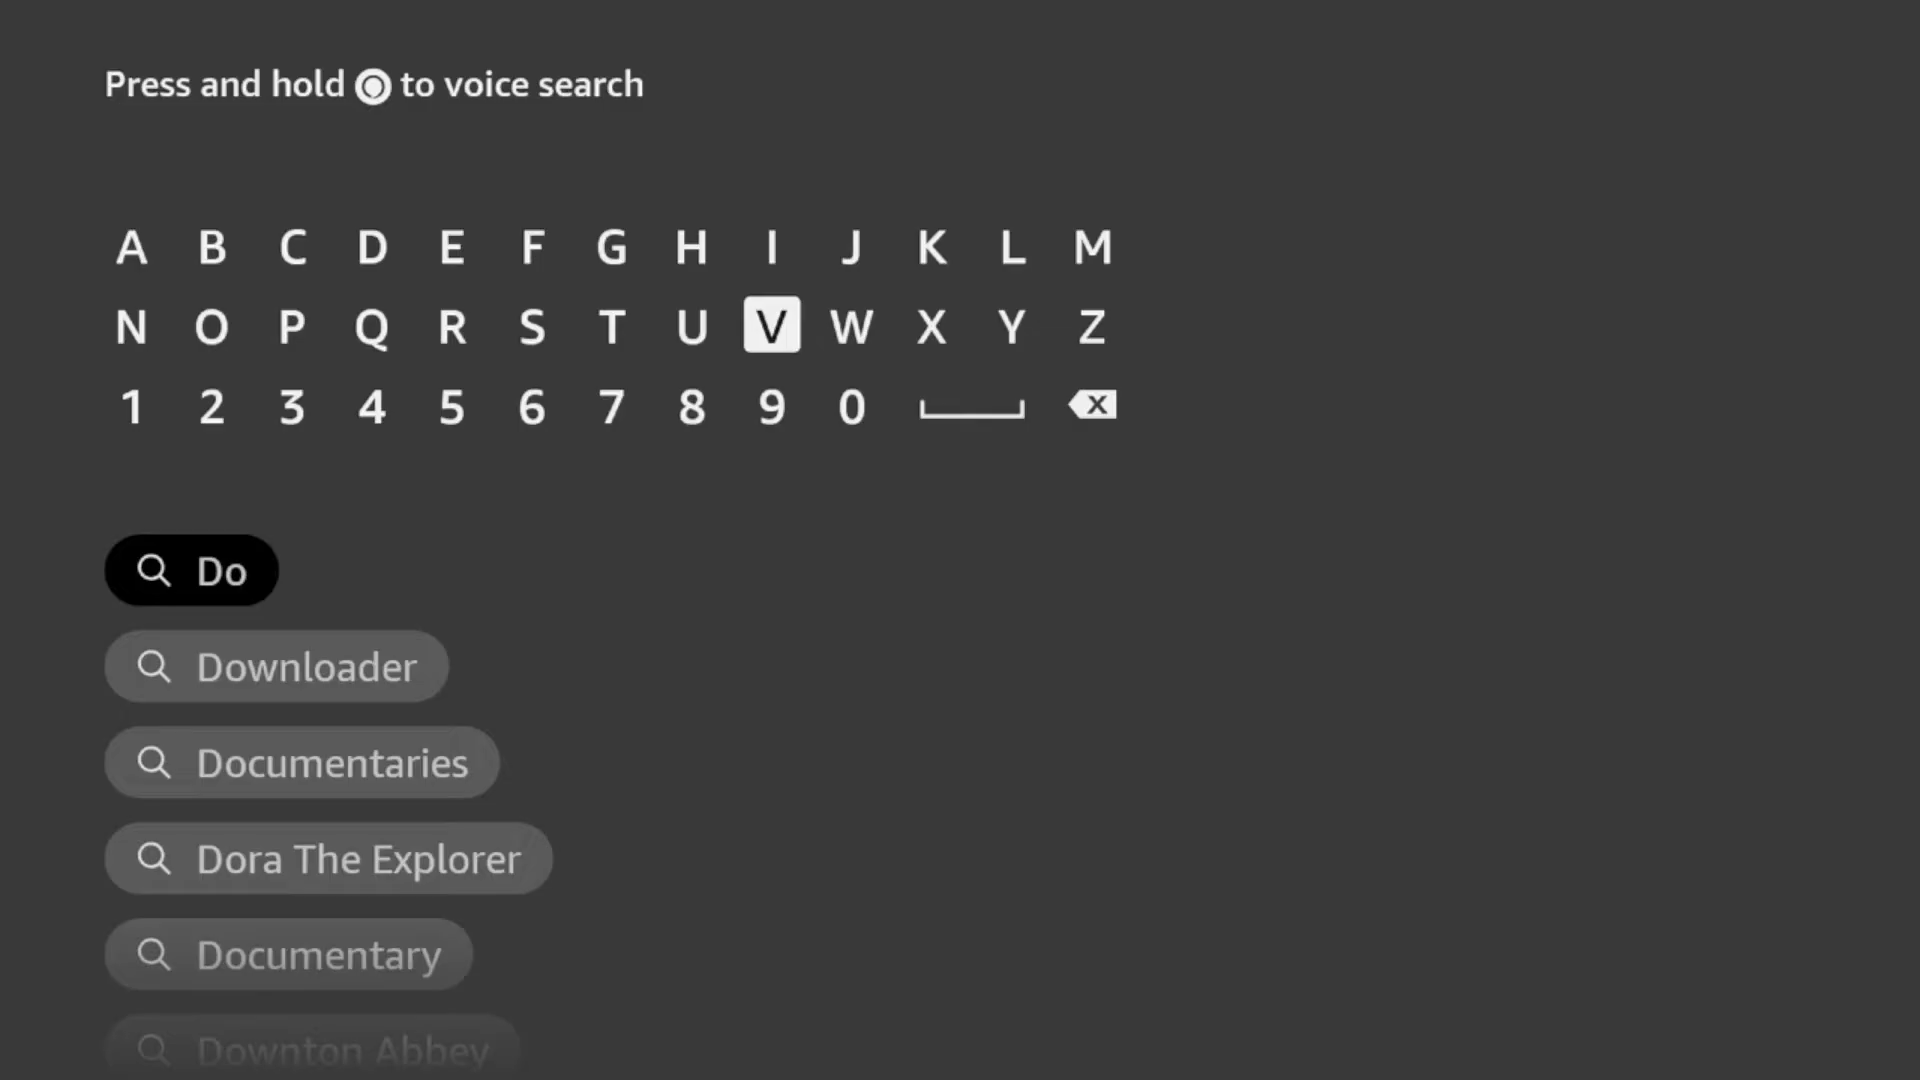 Press and hold to voice search
A B C D E F G H I J K L M
N O P Q R S T U V W X Y Z
1 2 3 4 5 6 7 8 9 0
Do
Downloader
Documentaries
Dora The Explorer
Documentary
Downton Abbey